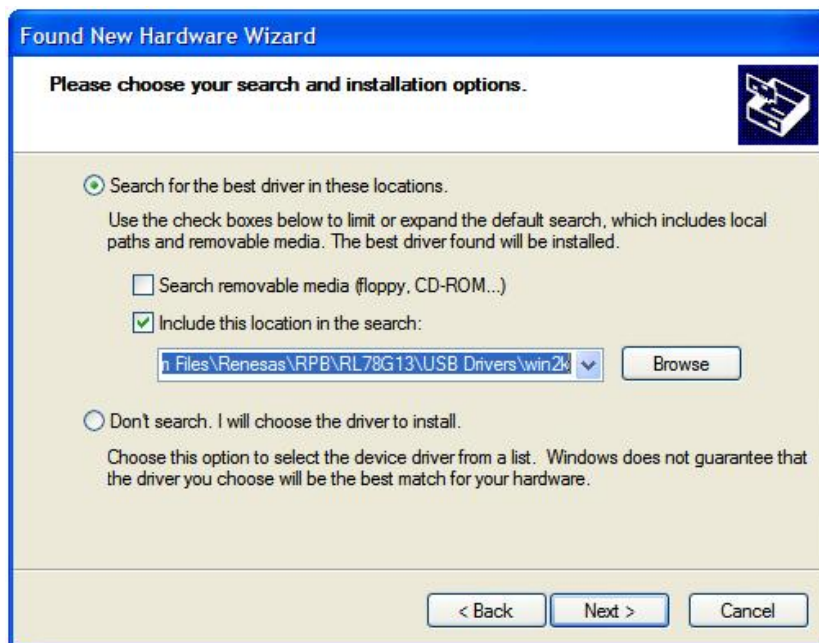 Found New Hardware Wizard
Please choose your search and installation options.
Search for the best driver in these locations.
Use the check boxes below to limit or expand the default search, which includes local
paths and removable media. The best driver found will be installed.
Search removable media (floppy, CD-ROM...)
Include this location in the search:
n Files\Renesas\RPB\RL78G13\USB Drivers\win2k
Browse
Don't search. I will choose the driver to install.
Choose this option to select the device driver from a list. Windows does not guarantee that
the driver you choose will be the best match for your hardware.
< Back
Next >
Cancel